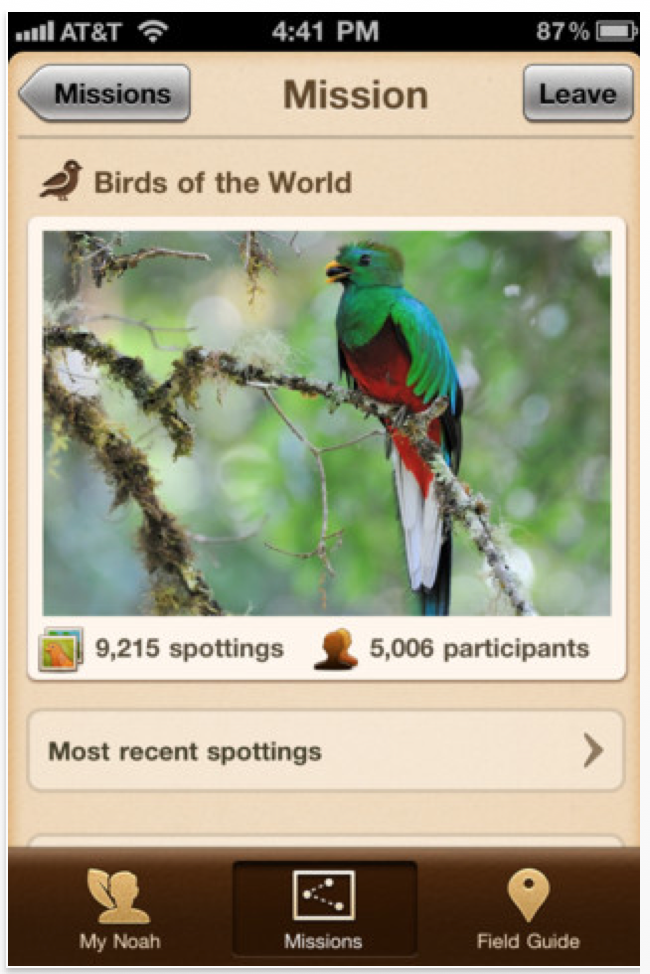 AT&T 4:41 PM 87%
Missions Mission Leave
Birds of the World
9,215 spottings 5,006 participants
Most recent spottings
My Noah Missions Field Guide